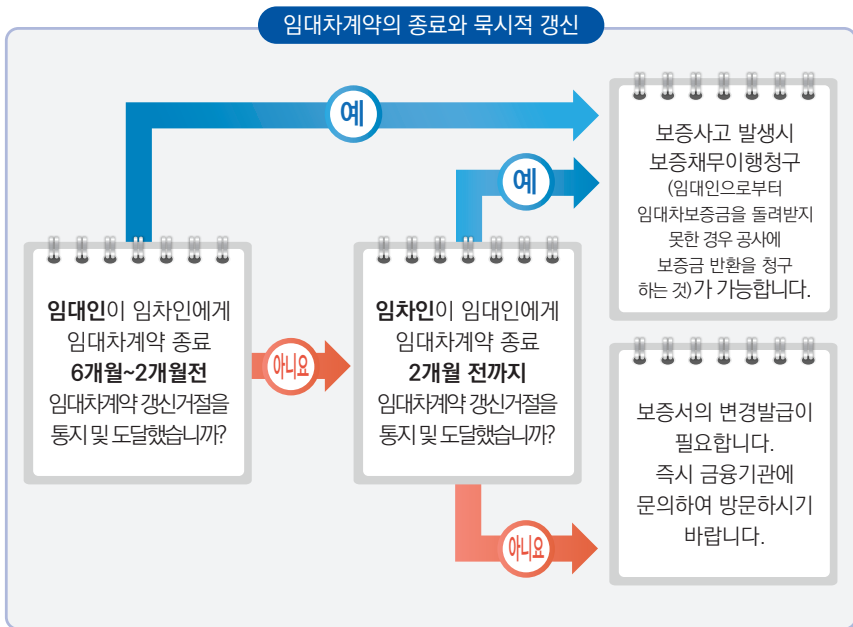 임대차계약의 종료와 묵시적 갱신
예
예
보증사고 발생시
보증채무이행청구
(임대인으로부터
임대차보증금을 돌려받지
못한 경우 공사에
보증금 반환을 청구
하는 것)가 가능합니다.
임대인이 임차인에게
임대차계약 종료
6개월~2개월전
임대차계약 갱신거절을
통지 및 도달했습니까?
아니요
임차인이 임대인에게
임대차계약 종료
2개월 전까지
임대차계약 갱신거절을
통지 및 도달했습니까?
아니요
보증서의 변경발급이
필요합니다.
즉시 금융기관에
문의하여 방문하시기
바랍니다.